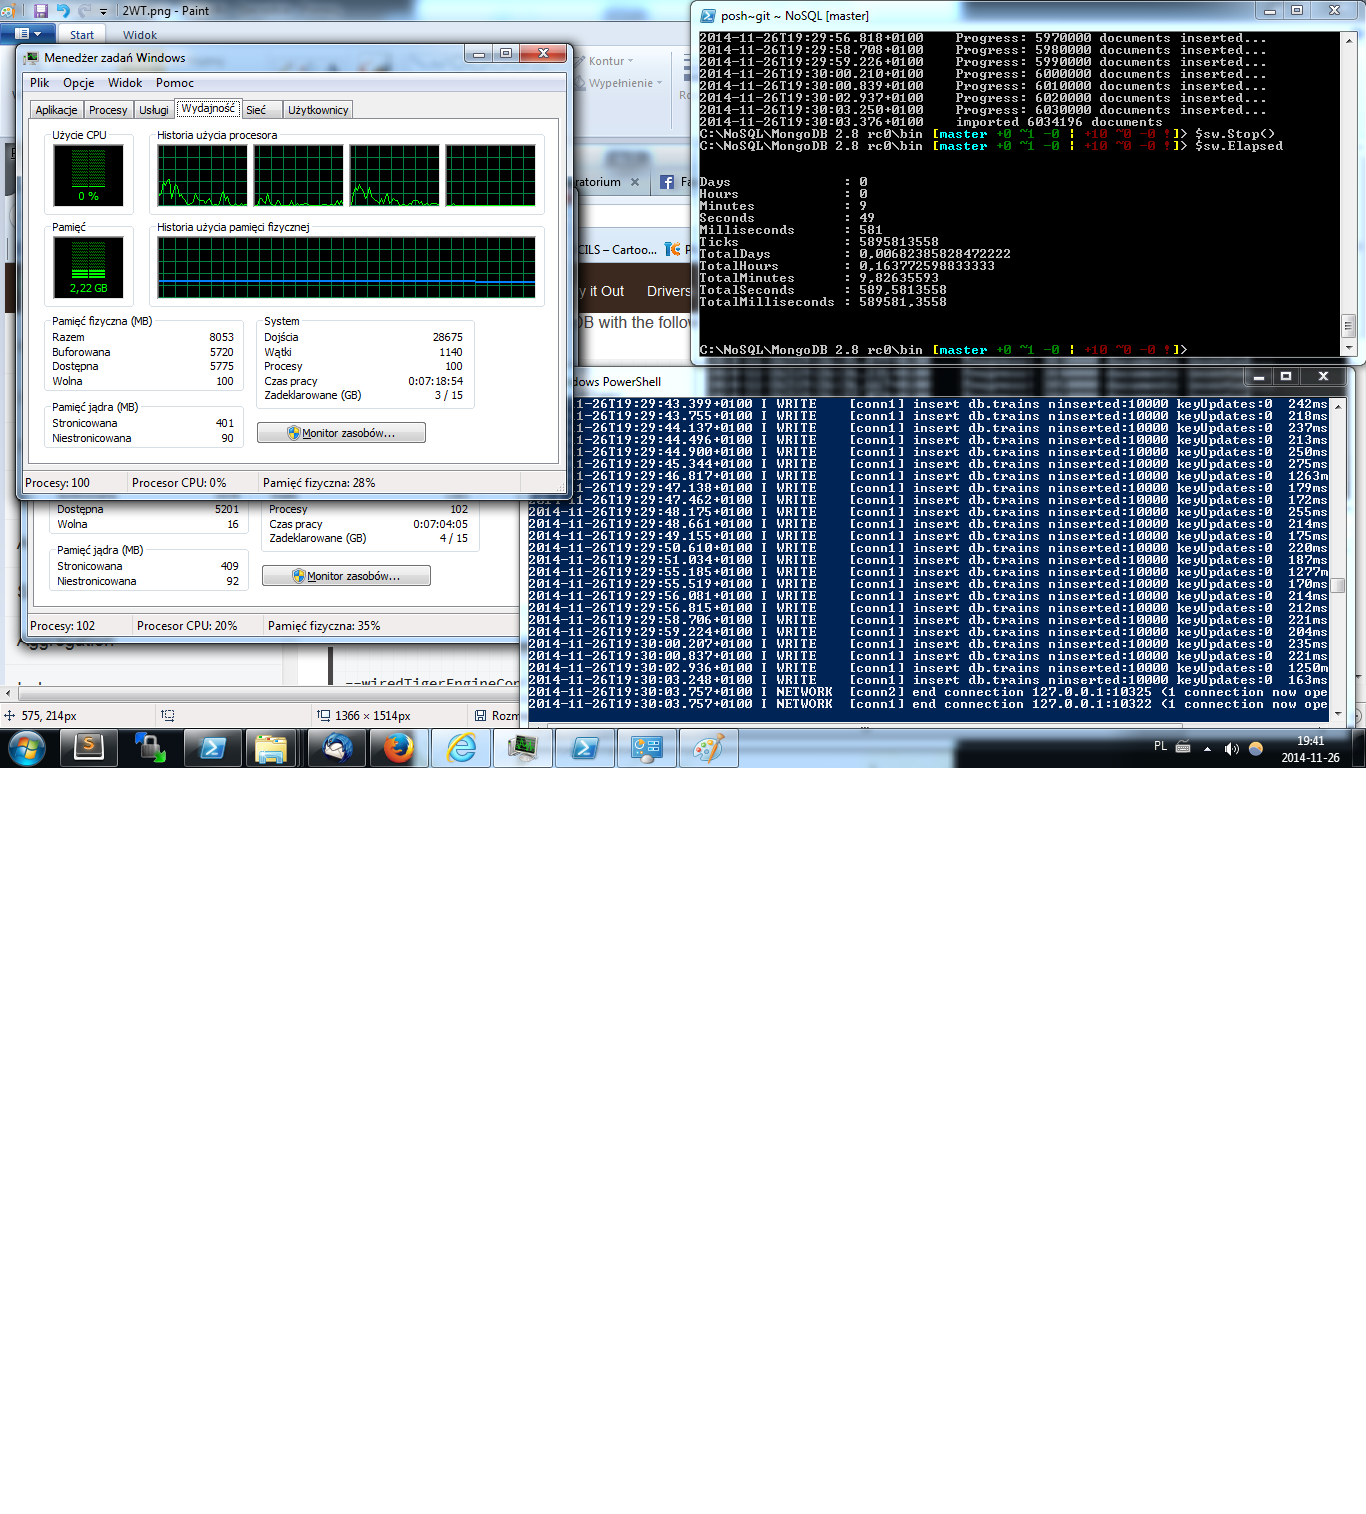 2WT.png - Paint
Start
Widok
Kontur
Wypełnienie
Menedżer zadań Windows
Plik Opcje Widok Pomoc
Aplikacje Procesy Usługi Wydajność Sieć Użytkownicy
Użycie CPU
0 %
Historia użycia procesora
Pamięć
2,22 GB
Historia użycia pamięci fizycznej
Pamięć fizyczna (MB)
Razem 8053
Buforowana 5720
Dostępna 5775
Wolna 100
System
Dojścia 28675
Wątki 1140
Procesy 100
Czas pracy 0:07:18:54
Zadeklarowane (GB) 3 / 15
Pamięć jądra (MB)
Stronicowana 401
Niestronicowana 90
Monitor zasobów...
Procesy: 100 Procesor CPU: 0% Pamięć fizyczna: 28%
Dostępna 5201
Wolna 16
Procesy 102
Czas pracy 0:07:04:05
Zadeklarowane (GB) 4 / 15
Pamięć jądra (MB)
Stronicowana 409
Niestronicowana 92
Monitor zasobów...
Procesy: 102 Procesor CPU: 20% Pamięć fizyczna: 35%
Aggregation
--wiredTigerEngineCo
575, 214px
1366 × 1514px
Rozm
ratorium
Fa
CILS – Cartoo...
y it Out Drivers
DB with the follow
posh~git ~ NoSQL [master]
2014-11-26T19:29:56.818+0100 Progress: 5970000 documents inserted...
2014-11-26T19:29:58.708+0100 Progress: 5980000 documents inserted...
2014-11-26T19:29:59.226+0100 Progress: 5990000 documents inserted...
2014-11-26T19:30:00.210+0100 Progress: 6000000 documents inserted...
2014-11-26T19:30:00.839+0100 Progress: 6010000 documents inserted...
2014-11-26T19:30:02.937+0100 Progress: 6020000 documents inserted...
2014-11-26T19:30:03.250+0100 Progress: 6030000 documents inserted...
2014-11-26T19:30:03.376+0100 imported 6034196 documents
C:\NoSQL\MongoDB 2.8 rc0\bin [master +0 ~1 -0 | +10 ~0 -0 !]> $sw.Stop()
C:\NoSQL\MongoDB 2.8 rc0\bin [master +0 ~1 -0 | +10 ~0 -0 !]> $sw.Elapsed
Days : 0
Hours : 0
Minutes : 9
Seconds : 49
Milliseconds : 581
Ticks : 5895813558
TotalDays : 0,00682385828472222
TotalHours : 0,163772598833333
TotalMinutes : 9,82635593
TotalSeconds : 589,5813558
TotalMilliseconds : 589581,3558
C:\NoSQL\MongoDB 2.8 rc0\bin [master +0 ~1 -0 | +10 ~0 -0 !]>
dows PowerShell
11-26T19:29:43.399+0100 I WRITE [conn1] insert db.trains ninserted:10000 keyUpdates:0 242ms
11-26T19:29:43.755+0100 I WRITE [conn1] insert db.trains ninserted:10000 keyUpdates:0 218ms
11-26T19:29:44.137+0100 I WRITE [conn1] insert db.trains ninserted:10000 keyUpdates:0 237ms
11-26T19:29:44.496+0100 I WRITE [conn1] insert db.trains ninserted:10000 keyUpdates:0 213ms
11-26T19:29:44.900+0100 I WRITE [conn1] insert db.trains ninserted:10000 keyUpdates:0 250ms
11-26T19:29:45.344+0100 I WRITE [conn1] insert db.trains ninserted:10000 keyUpdates:0 275ms
11-26T19:29:46.817+0100 I WRITE [conn1] insert db.trains ninserted:10000 keyUpdates:0 1263m
11-26T19:29:47.138+0100 I WRITE [conn1] insert db.trains ninserted:10000 keyUpdates:0 179ms
2014-11-26T19:29:47.462+0100 I WRITE [conn1] insert db.trains ninserted:10000 keyUpdates:0 172ms
2014-11-26T19:29:48.175+0100 I WRITE [conn1] insert db.trains ninserted:10000 keyUpdates:0 255ms
2014-11-26T19:29:48.661+0100 I WRITE [conn1] insert db.trains ninserted:10000 keyUpdates:0 214ms
2014-11-26T19:29:49.155+0100 I WRITE [conn1] insert db.trains ninserted:10000 keyUpdates:0 175ms
2014-11-26T19:29:50.610+0100 I WRITE [conn1] insert db.trains ninserted:10000 keyUpdates:0 220ms
2014-11-26T19:29:51.034+0100 I WRITE [conn1] insert db.trains ninserted:10000 keyUpdates:0 187ms
2014-11-26T19:29:55.185+0100 I WRITE [conn1] insert db.trains ninserted:10000 keyUpdates:0 1277m
2014-11-26T19:29:55.519+0100 I WRITE [conn1] insert db.trains ninserted:10000 keyUpdates:0 170ms
2014-11-26T19:29:56.081+0100 I WRITE [conn1] insert db.trains ninserted:10000 keyUpdates:0 214ms
2014-11-26T19:29:56.815+0100 I WRITE [conn1] insert db.trains ninserted:10000 keyUpdates:0 212ms
2014-11-26T19:29:58.706+0100 I WRITE [conn1] insert db.trains ninserted:10000 keyUpdates:0 221ms
2014-11-26T19:29:59.224+0100 I WRITE [conn1] insert db.trains ninserted:10000 keyUpdates:0 204ms
2014-11-26T19:30:00.207+0100 I WRITE [conn1] insert db.trains ninserted:10000 keyUpdates:0 235ms
2014-11-26T19:30:00.837+0100 I WRITE [conn1] insert db.trains ninserted:10000 keyUpdates:0 221ms
2014-11-26T19:30:02.936+0100 I WRITE [conn1] insert db.trains ninserted:10000 keyUpdates:0 1250m
2014-11-26T19:30:03.248+0100 I WRITE [conn1] insert db.trains ninserted:10000 keyUpdates:0 163ms
2014-11-26T19:30:03.757+0100 I NETWORK [conn2] end connection 127.0.0.1:10325 (1 connection now ope
2014-11-26T19:30:03.757+0100 I NETWORK [conn1] end connection 127.0.0.1:10322 (1 connection now ope
PL
19:41
2014-11-26